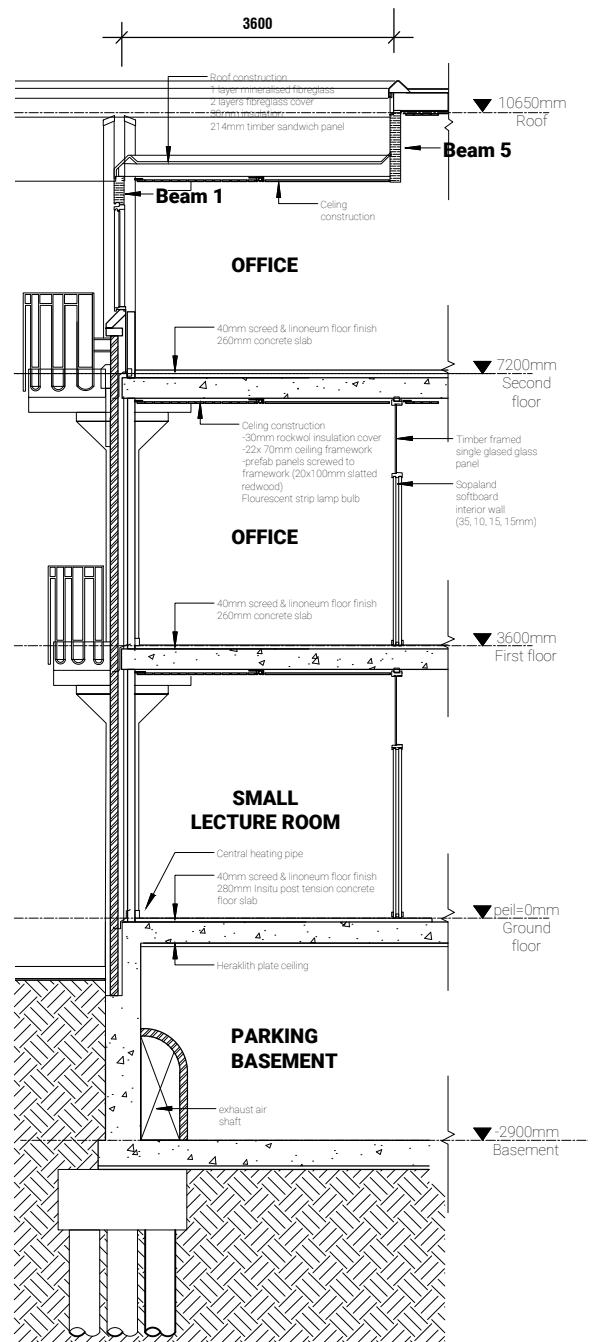 3600
Roof construction
1 layer mineralised fibreglass
2 layers fibreglass cover
insulation
214mm timber sandwich panel
10650mm
Roof
Beam 5
Beam 1
Celing
construction
OFFICE
40mm screed & linoneum floor finish
260mm concrete slab
7200mm
Second
floor
Celing construction
-30mm rockwol insulation cover
-22x 70mm ceiling framework
-prefab panels screwed to
framework (20x100mm slatted
redwood)
Flourescent strip lamp bulb
Timber framed
single glased glass
panel
Sopaland
softboard
interior wall
(35, 10, 15, 15mm)
OFFICE
40mm screed & linoneum floor finish
260mm concrete slab
3600mm
First floor
SMALL
LECTURE ROOM
Central heating pipe
40mm screed & linoneum floor finish
280mm Insitu post tension concrete
floor slab
peil=0mm
Ground
floor
Heraklith plate ceiling
PARKING
BASEMENT
exhaust air
shaft
-2900mm
Basement